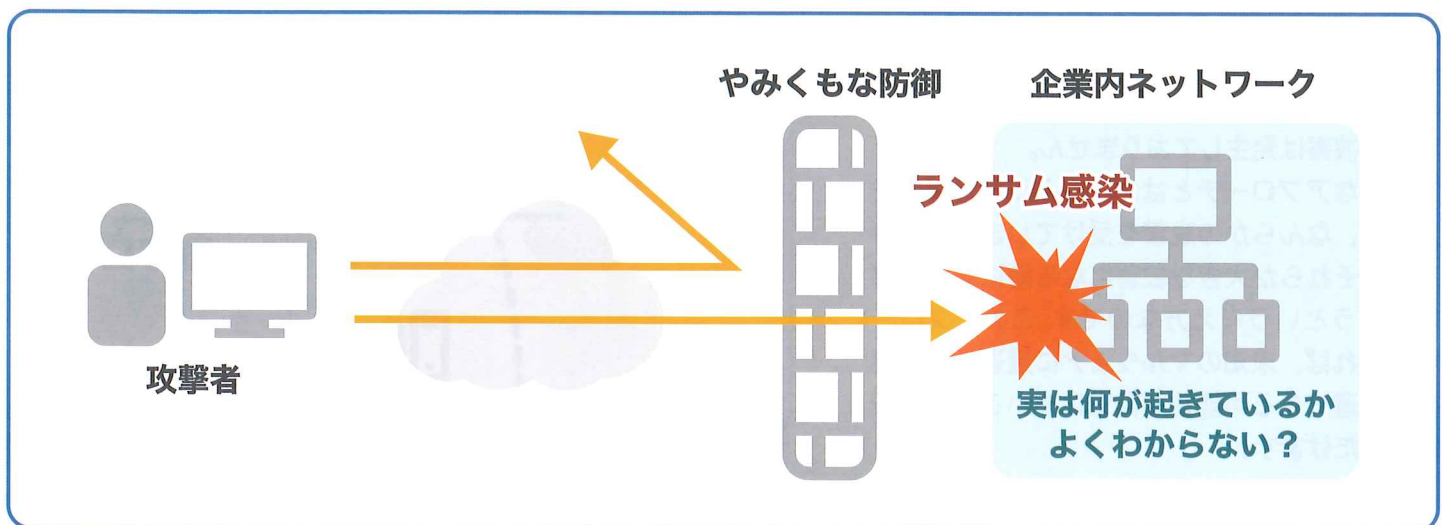 やみくもな防御
企業内ネットワーク
ランサム感染
攻撃者
実は何が起きているか
よくわからない？